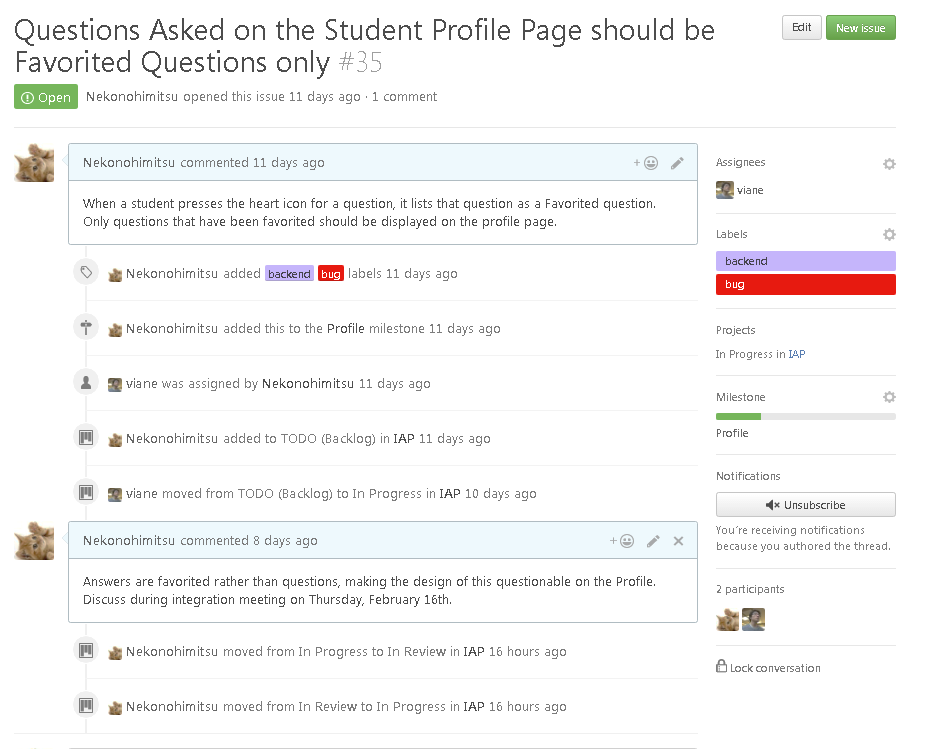 Questions Asked on the Student Profile Page should be
Favorited Questions only #35
Edit
New issue
Open
Nekonohimitsu opened this issue 11 days ago · 1 comment
Nekonohimitsu commented 11 days ago
When a student presses the heart icon for a question, it lists that question as a Favorited question.
Only questions that have been favorited should be displayed on the profile page.
Nekonohimitsu added backend bug labels 11 days ago
Nekonohimitsu added this to the Profile milestone 11 days ago
viane was assigned by Nekonohimitsu 11 days ago
Nekonohimitsu added to TODO (Backlog) in IAP 11 days ago
viane moved from TODO (Backlog) to In Progress in IAP 10 days ago
Nekonohimitsu commented 8 days ago
Answers are favorited rather than questions, making the design of this questionable on the Profile.
Discuss during integration meeting on Thursday, February 16th.
Nekonohimitsu moved from In Progress to In Review in IAP 16 hours ago
Nekonohimitsu moved from In Review to In Progress in IAP 16 hours ago
Assignees
viane
Labels
backend
bug
Projects
In Progress in IAP
Milestone
Profile
Notifications
Unsubscribe
You're receiving notifications
because you authored the thread.
2 participants
Lock conversation